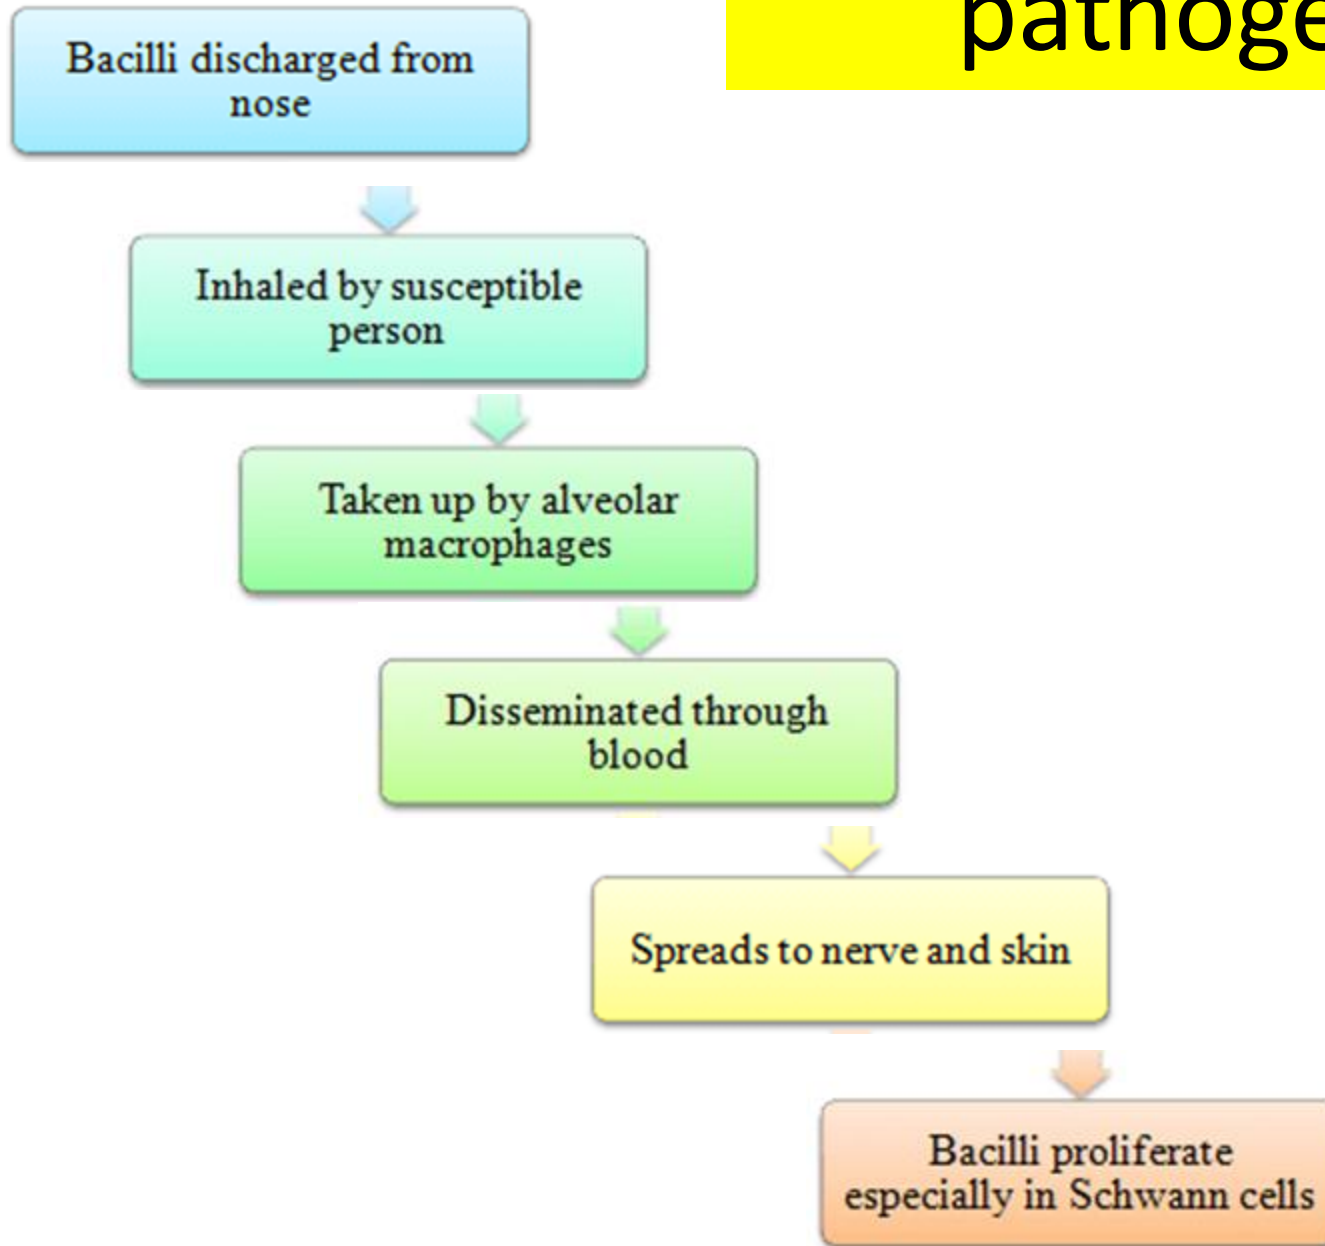 pathoge
Bacilli discharged from
nose
Inhaled by susceptible
person
Taken up by alveolar
macrophages
Disseminated through
blood
Spreads to nerve and skin
Bacilli proliferate
especially in Schwann cells